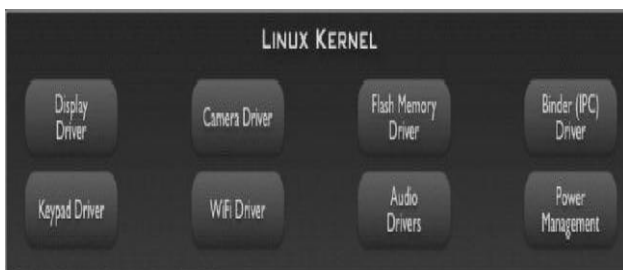 LINUX KERNEL
Display
Driver
Camera Driver
Flash Memory
Driver
Binder (IPC)
Driver
Keypad Driver
WiFi Driver
Audio
Drivers
Power
Management